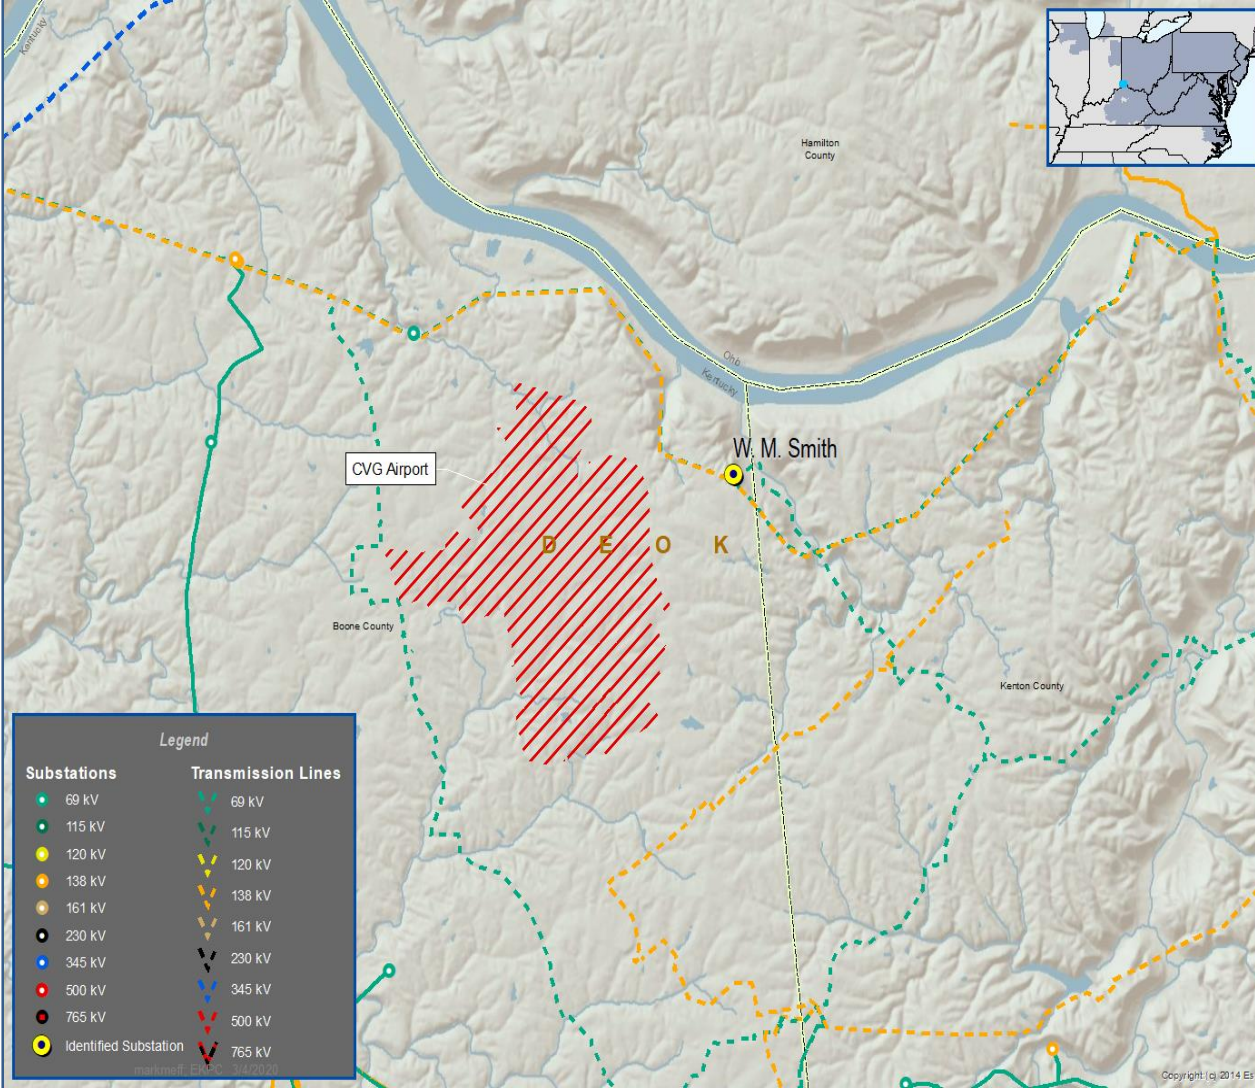 Kentucky
Hamilton
County
Ohio
Kentucky
W. M. Smith
CVG Airport
D E O K
Boone County
Kenton County
Legend
Substations
69 kV
115 kV
120 kV
138 kV
161 kV
230 kV
345 kV
500 kV
765 kV
Identified Substation
Transmission Lines
69 kV
115 kV
120 kV
138 kV
161 kV
230 kV
345 kV
500 kV
765 kV
markmeff: EKPC 3/4/2020
Copyright:(c) 2014 Es